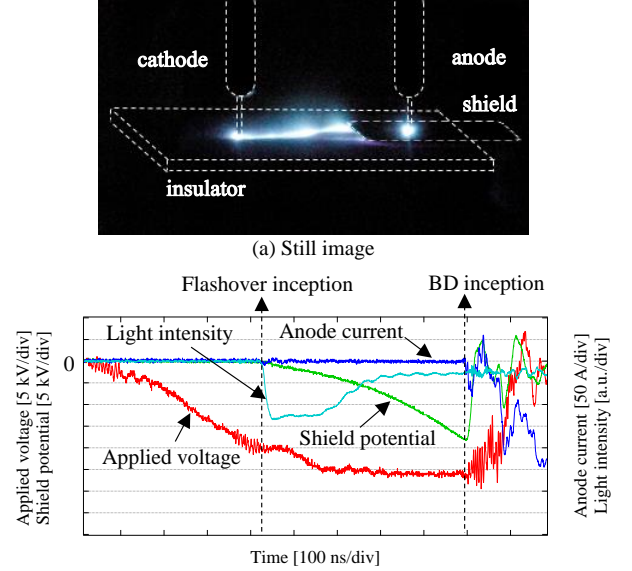 cathode
anode
shield
insulator
(a) Still image
Flashover inception
BD inception
Light intensity
Anode current
0
Shield potential
Applied voltage
Applied voltage [5 kV/div]
Shield potential [5 kV/div]
Anode current [50 A/div]
Light intensity [a.u./div]
Time [100 ns/div]